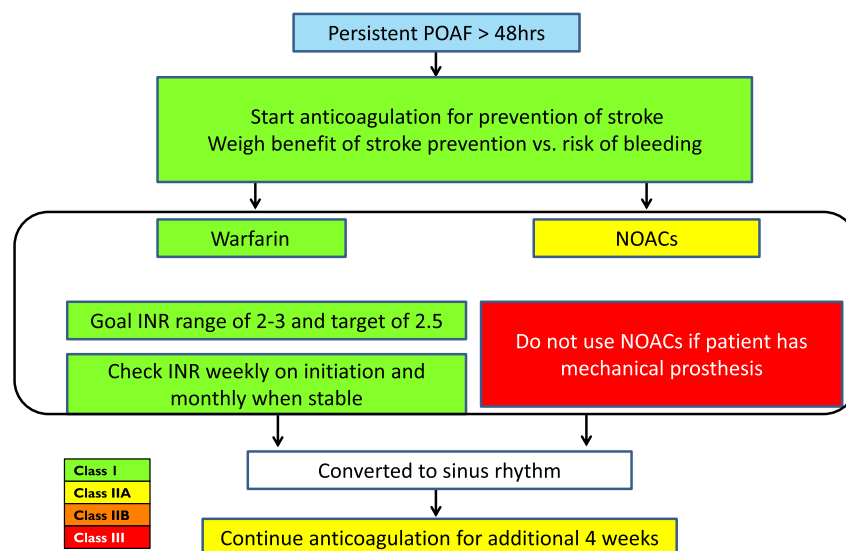 Persistent POAF > 48hrs
Start anticoagulation for prevention of stroke
Weigh benefit of stroke prevention vs. risk of bleeding
Warfarin
NOACs
Goal INR range of 2-3 and target of 2.5
Do not use NOACs if patient has
mechanical prosthesis
Check INR weekly on initiation and
monthly when stable
Converted to sinus rhythm
Continue anticoagulation for additional 4 weeks
Class I
Class IIA
Class IIB
Class III